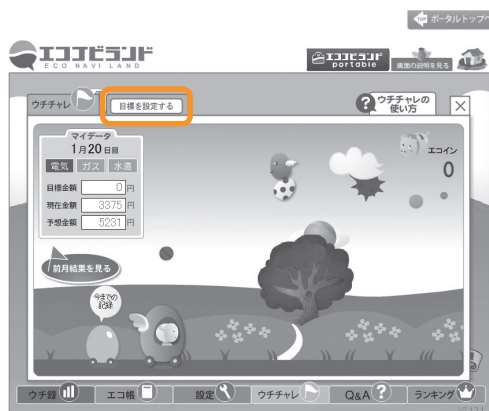 ポータルトップへ
エココナビランド
ECO NAVI LAND
エココナビランド
portable
画面の説明を見る
ウチチャレ
目標を設定する
ウチチャレの
使い方
マイデータ
1月20日目
電気 ガス 水道
目標金額 0 円
現在金額 3375 円
予想金額 5231 円
エコイン
0
前月結果を見る
今までの
記録
ウチ録 エコ帳 設定 ウチチャレ Q&A ランキング